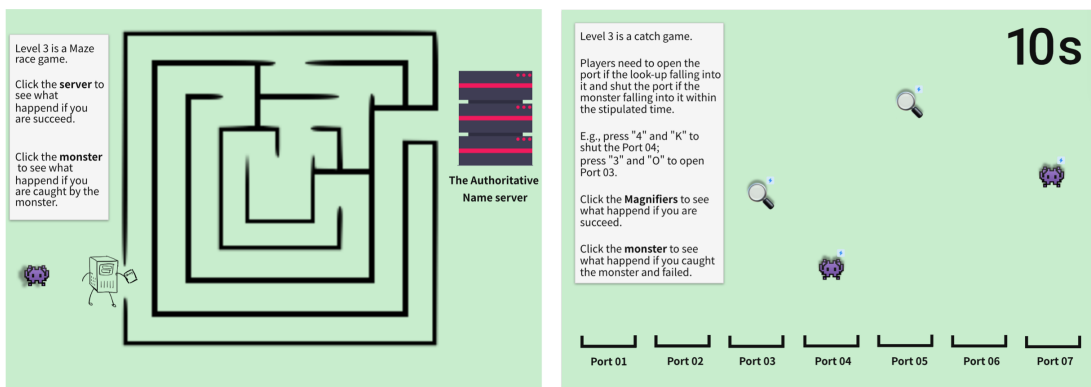 Level 3 is a Maze
race game.
Click the server to
see what
happend if you
are succeed.
Click the monster
to see what
happend if you
are caught by the
monster.
The Authoritative
Name server
Level 3 is a catch game.
Players need to open the
port if the look-up falling into
it and shut the port if the
monster falling into it within
the stipulated time.
E.g., press "4" and "K" to
shut the Port 04;
press "3" and "O" to open
Port 03.
Click the Magnifiers to see
what happend if you are
succeed.
Click the monster to see
what happend if you caught
the monster and failed.
10s
Port 01 Port 02 Port 03 Port 04 Port 05 Port 06 Port 07